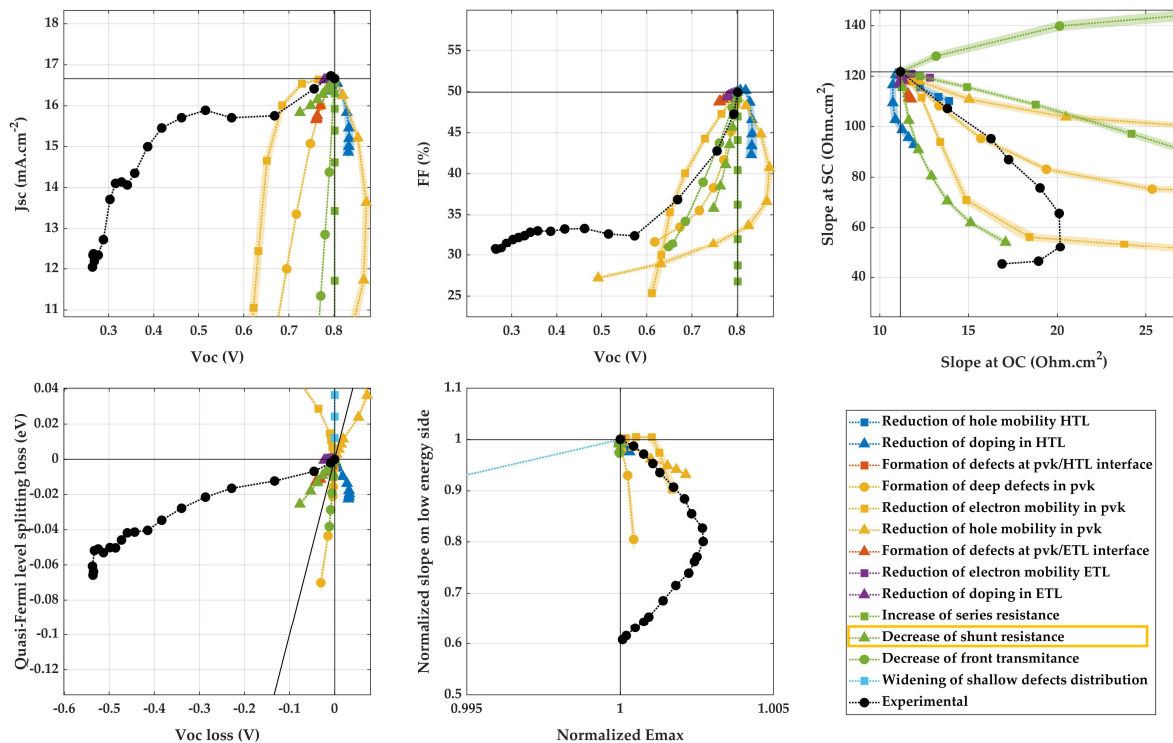 17
16
15
14
13
12
11
Jsc (mA.cm-2)
0.3
0.4
0.5
0.6
0.7
0.8
Voc (V)
55
50
45
40
35
30
25
FF (%)
0.3
0.4
0.5
0.6
0.7
0.8
Voc (V)
140
120
100
80
60
40
Slope at SC (Ohm.cm2)
10
15
20
25
Slope at OC (Ohm.cm2)
0.04
0.02
0
-0.02
-0.04
-0.06
-0.08
-0.1
-0.12
Quasi-Fermi level splitting loss (eV)
-0.6
-0.5
-0.4
-0.3
-0.2
-0.1
0
Voc loss (V)
1.1
1
0.9
0.8
0.7
0.6
0.5
Normalized slope on low energy side
0.995
1
1.005
Normalized Emax
Reduction of hole mobility HTL
Reduction of doping in HTL
Formation of defects at pvk/HTL interface
Formation of deep defects in pvk
Reduction of electron mobility in pvk
Reduction of hole mobility in pvk
Formation of defects at pvk/ETL interface
Reduction of electron mobility ETL
Reduction of doping in ETL
Increase of series resistance
Decrease of shunt resistance
Decrease of front transmitance
Widening of shallow defects distribution
Experimental